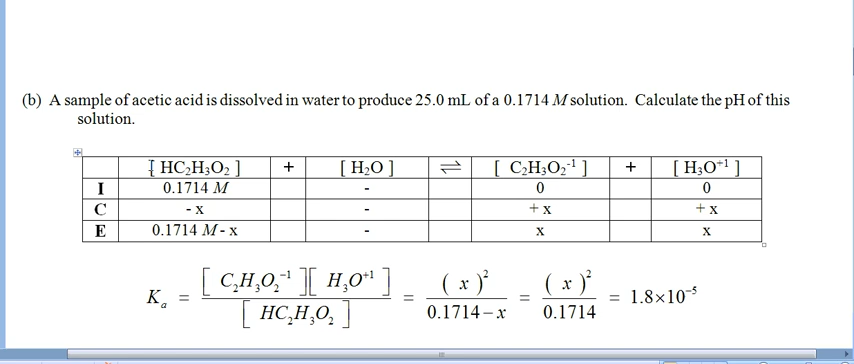 (b) A sample of acetic acid is dissolved in water to produce 25.0 mL of a 0.1714 M solution. Calculate the pH of this
solution.
[ HC₂H₃O₂ ] + [ H₂O ] ⇌ [ C₂H₃O₂⁻¹ ] + [ H₃O⁺¹ ]
I 0.1714 M - 0 0
C - x - + x + x
E 0.1714 M - x - x x
Kₐ = [ C₂H₃O₂⁻¹ ][ H₃O⁺¹ ] / [ HC₂H₃O₂ ] = ( x )² / 0.1714 – x = ( x )² / 0.1714 = 1.8×10⁻⁵